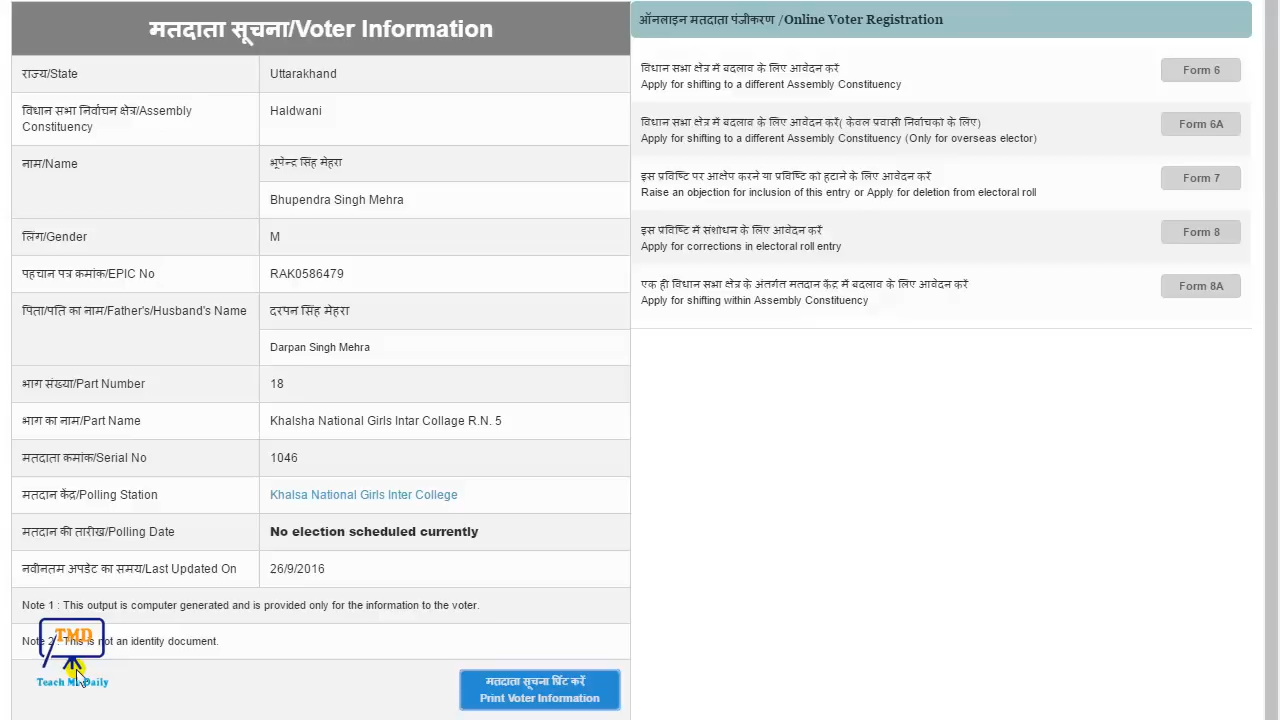 मतदाता सूचना/Voter Information
राज्य/State
Uttarakhand
विधान सभा निर्वाचन क्षेत्र/Assembly
Constituency
Haldwani
नाम/Name
भूपेन्द्र सिंह मेहरा
Bhupendra Singh Mehra
लिंग/Gender
M
पहचान पत्र क्रमांक/EPIC No
RAK0586479
पिता/पति का नाम/Father's/Husband's Name
दरपन सिंह मेहरा
Darpan Singh Mehra
भाग संख्या/Part Number
18
भाग का नाम/Part Name
Khalsha National Girls Intar Collage R.N. 5
मतदाता क्रमांक/Serial No
1046
मतदान केंद्र/Polling Station
Khalsa National Girls Inter College
मतदान की तारीख/Polling Date
No election scheduled currently
नवीनतम अपडेट का समय/Last Updated On
26/9/2016
Note 1 : This output is computer generated and is provided only for the information to the voter.
Note 2 : This is not an identity document.
TMD
Teach Me Daily
मतदाता सूचना प्रिंट करें
Print Voter Information
ऑनलाइन मतदाता पंजीकरण /Online Voter Registration
विधान सभा क्षेत्र में बदलाव के लिए आवेदन करें
Apply for shifting to a different Assembly Constituency
Form 6
विधान सभा क्षेत्र में बदलाव के लिए आवेदन करें( केवल प्रवासी निर्वाचको के लिए)
Apply for shifting to a different Assembly Constituency (Only for overseas elector)
Form 6A
इस प्रविष्टि पर आक्षेप करने या प्रविष्टि को हटाने के लिए आवेदन करें
Raise an objection for inclusion of this entry or Apply for deletion from electoral roll
Form 7
इस प्रविष्टि में संशोधन के लिए आवेदन करें
Apply for corrections in electoral roll entry
Form 8
एक ही विधान सभा क्षेत्र के अंतर्गत मतदान केंद्र में बदलाव के लिए आवेदन करें
Apply for shifting within Assembly Constituency
Form 8A